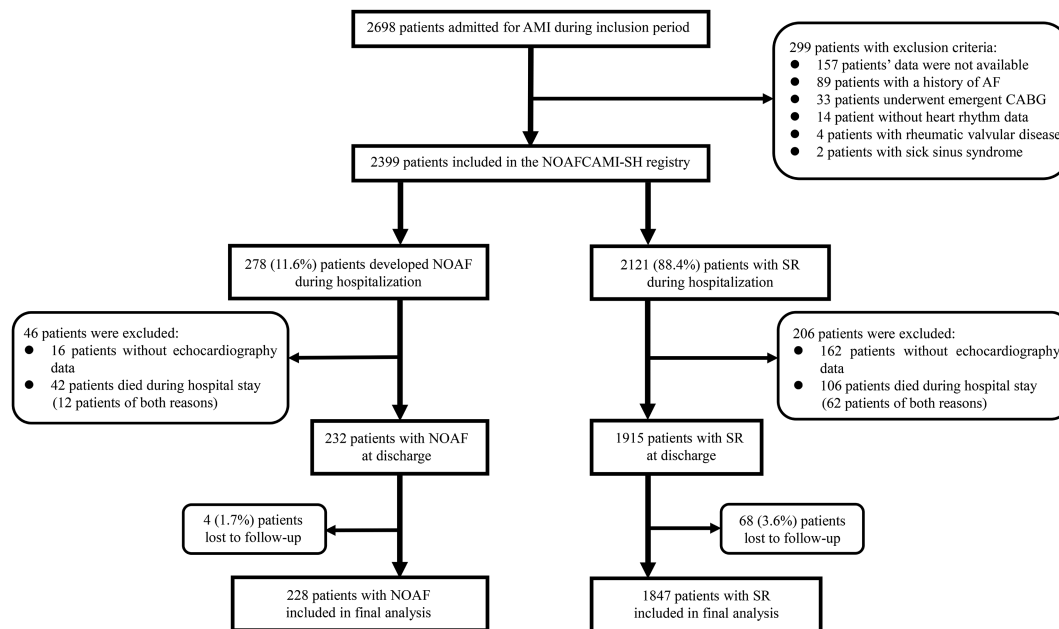 2698 patients admitted for AMI during inclusion period
299 patients with exclusion criteria:
● 157 patients' data were not available
● 89 patients with a history of AF
● 33 patients underwent emergent CABG
● 14 patient without heart rhythm data
● 4 patients with rheumatic valvular disease
● 2 patients with sick sinus syndrome
2399 patients included in the NOAFCAMI-SH registry
278 (11.6%) patients developed NOAF
during hospitalization
2121 (88.4%) patients with SR
during hospitalization
46 patients were excluded:
● 16 patients without echocardiography
data
● 42 patients died during hospital stay
(12 patients of both reasons)
206 patients were excluded:
● 162 patients without echocardiography
data
● 106 patients died during hospital stay
(62 patients of both reasons)
232 patients with NOAF
at discharge
1915 patients with SR
at discharge
4 (1.7%) patients
lost to follow-up
68 (3.6%) patients
lost to follow-up
228 patients with NOAF
included in final analysis
1847 patients with SR
included in final analysis